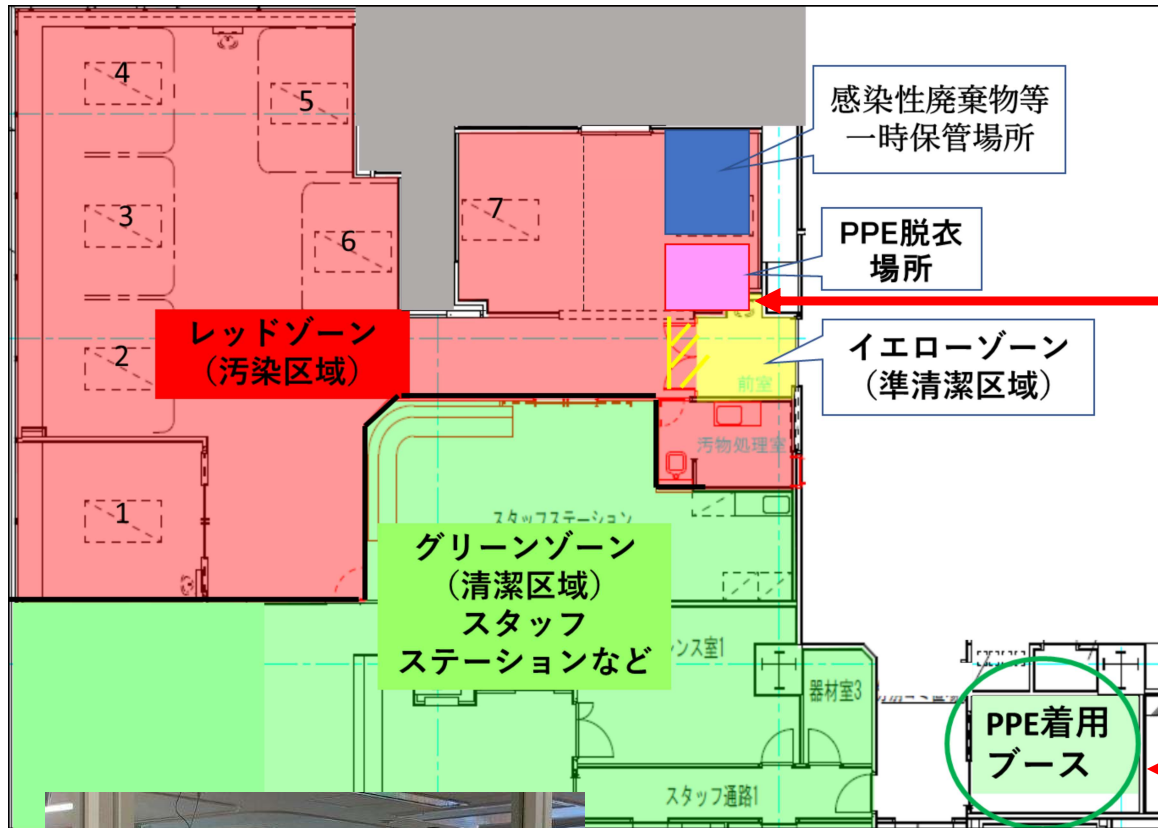 4
5
3
6
7
2
1
感染性廃棄物等
一時保管場所
PPE脱衣
場所
イエローゾーン
（準清潔区域）
レッドゾーン
（汚染区域）
前室
汚物処理室
スタッフステーション
グリーンゾーン
（清潔区域）
スタッフ
ステーションなど
ンス室1
器材室3
PPE着用
ブース
スタッフ通路1